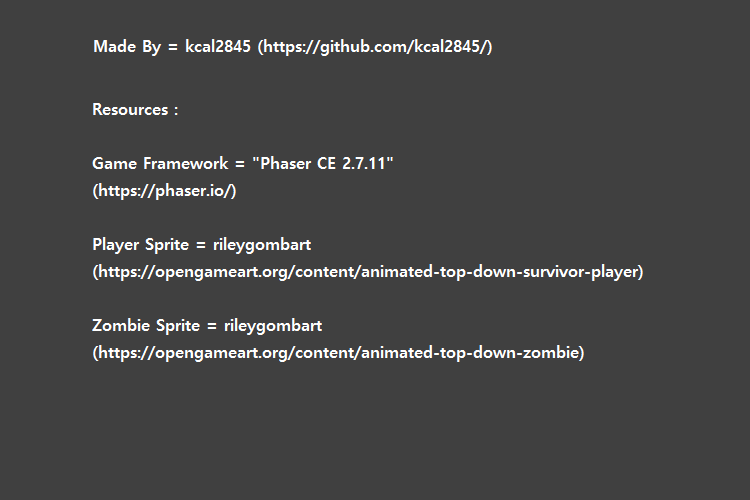 Made By = kcal2845 (https://github.com/kcal2845/)
Resources :
Game Framework = "Phaser CE 2.7.11"
(https://phaser.io/)
Player Sprite = rileygombart
(https://opengameart.org/content/animated-top-down-survivor-player)
Zombie Sprite = rileygombart
(https://opengameart.org/content/animated-top-down-zombie)